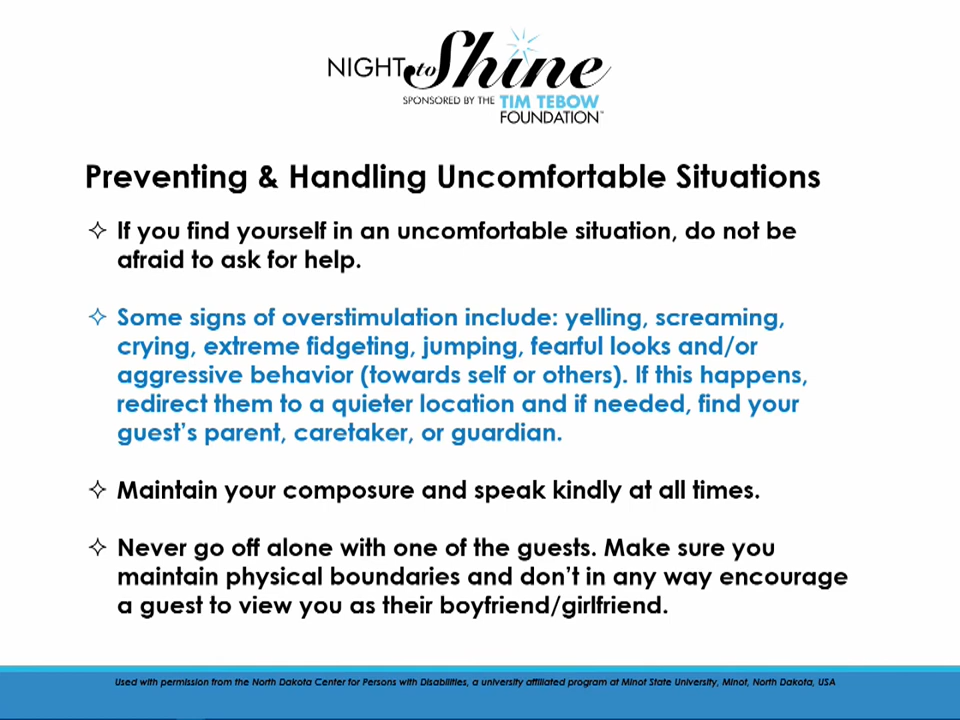 NIGHT to Shine
SPONSORED BY THE TIM TEBOW
FOUNDATION™
Preventing & Handling Uncomfortable Situations
✧ If you find yourself in an uncomfortable situation, do not be
afraid to ask for help.
✧ Some signs of overstimulation include: yelling, screaming,
crying, extreme fidgeting, jumping, fearful looks and/or
aggressive behavior (towards self or others). If this happens,
redirect them to a quieter location and if needed, find your
guest's parent, caretaker, or guardian.
✧ Maintain your composure and speak kindly at all times.
✧ Never go off alone with one of the guests. Make sure you
maintain physical boundaries and don't in any way encourage
a guest to view you as their boyfriend/girlfriend.
Used with permission from the North Dakota Center for Persons with Disabilities, a university affiliated program at Minot State University, Minot, North Dakota, USA